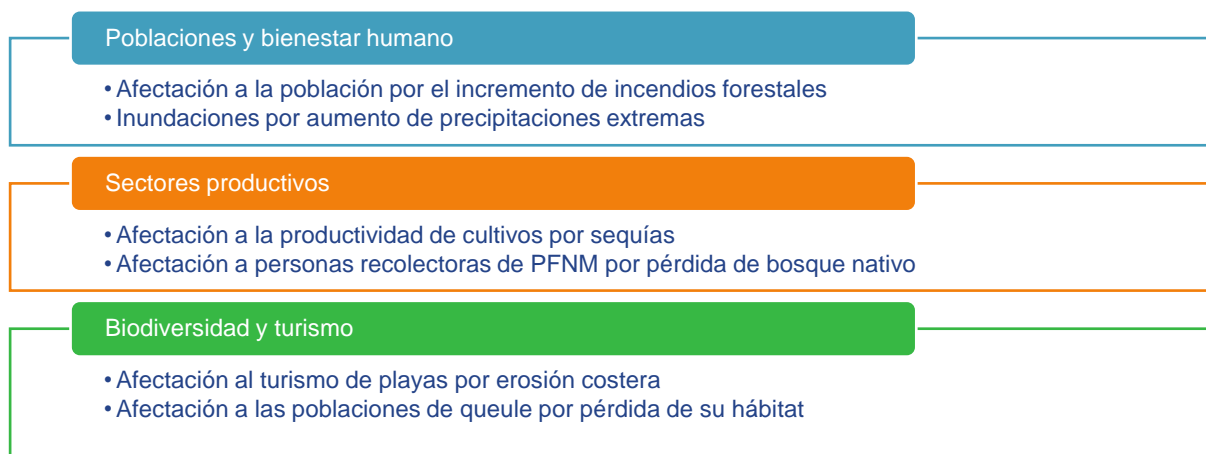 Poblaciones y bienestar humano
• Afectación a la población por el incremento de incendios forestales
• Inundaciones por aumento de precipitaciones extremas
Sectores productivos
• Afectación a la productividad de cultivos por sequías
• Afectación a personas recolectoras de PFNM por pérdida de bosque nativo
Biodiversidad y turismo
• Afectación al turismo de playas por erosión costera
• Afectación a las poblaciones de queule por pérdida de su hábitat